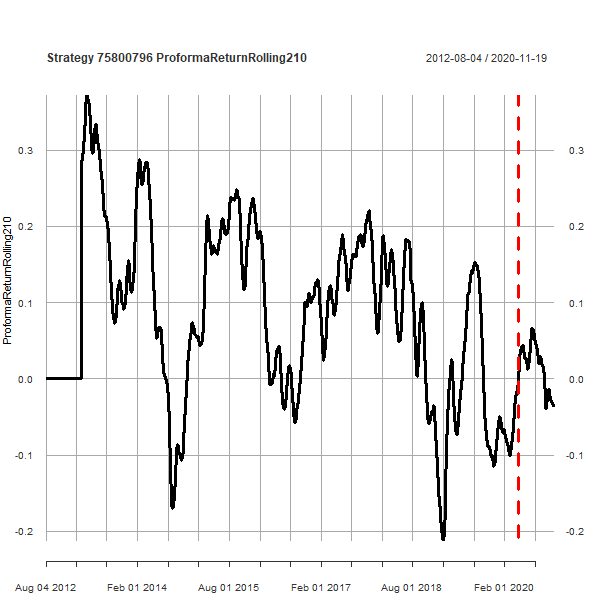 Strategy 75800796 ProformaReturnRolling210
2012-08-04 / 2020-11-19
ProformaReturnRolling210
0.3
0.3
0.2
0.2
0.1
0.1
0.0
0.0
-0.1
-0.1
-0.2
-0.2
Aug 04 2012
Feb 01 2014
Aug 01 2015
Feb 01 2017
Aug 01 2018
Feb 01 2020